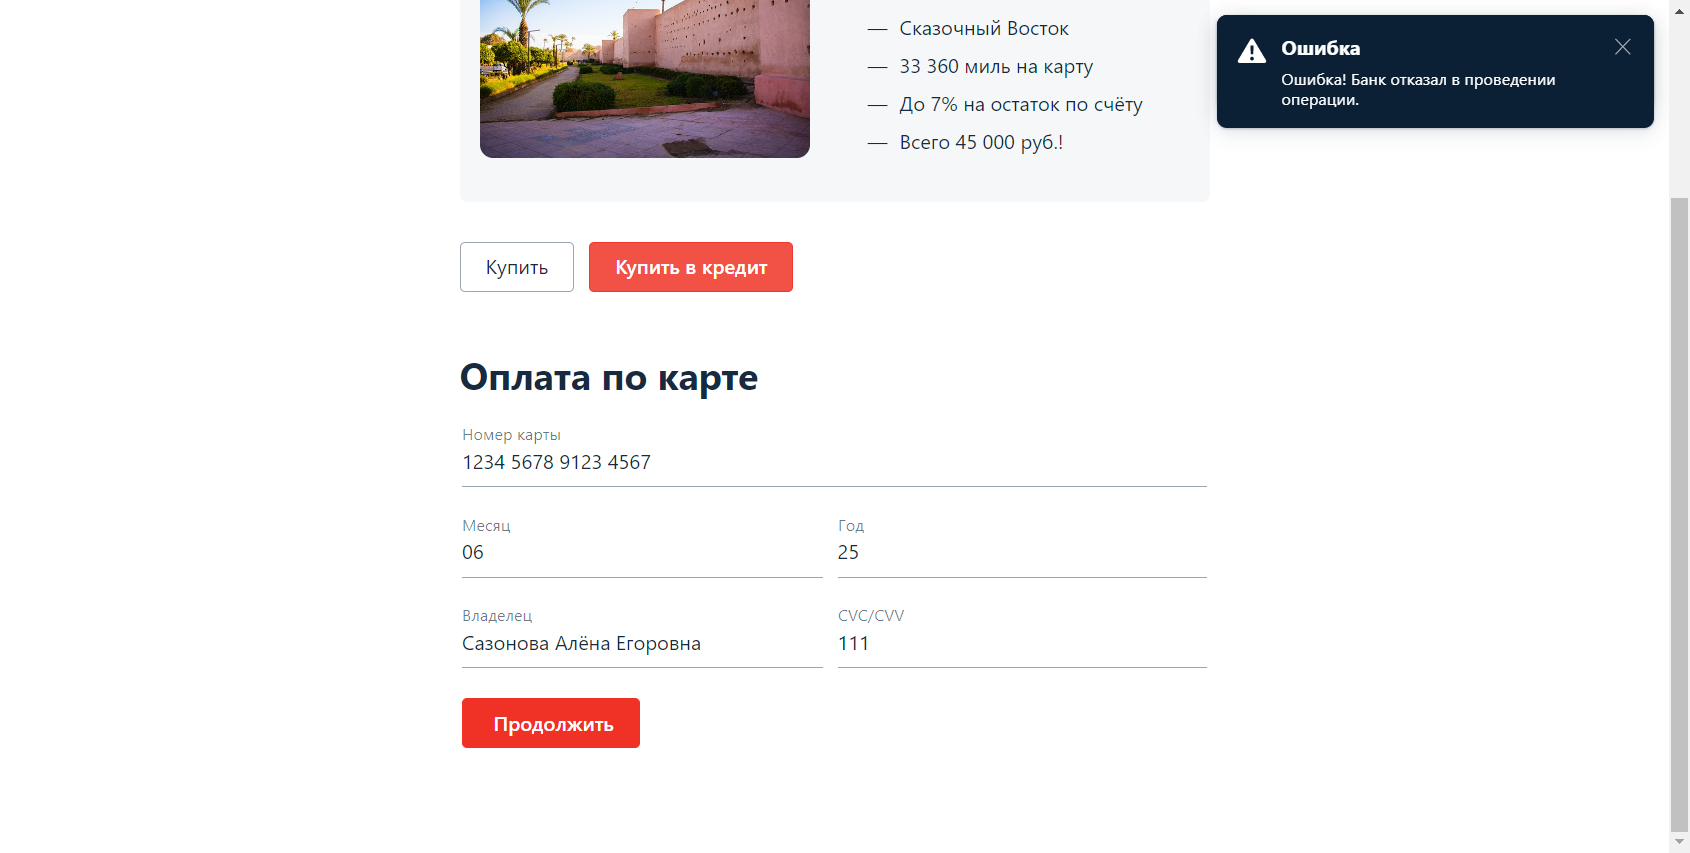 — Сказочный Восток
— 33 360 миль на карту
— До 7% на остаток по счёту
— Всего 45 000 руб.!
Ошибка
Ошибка! Банк отказал в проведении
операции.
Купить
Купить в кредит
Оплата по карте
Номер карты
1234 5678 9123 4567
Месяц
06
Год
25
Владелец
Сазонова Алёна Егоровна
CVC/CVV
111
Продолжить